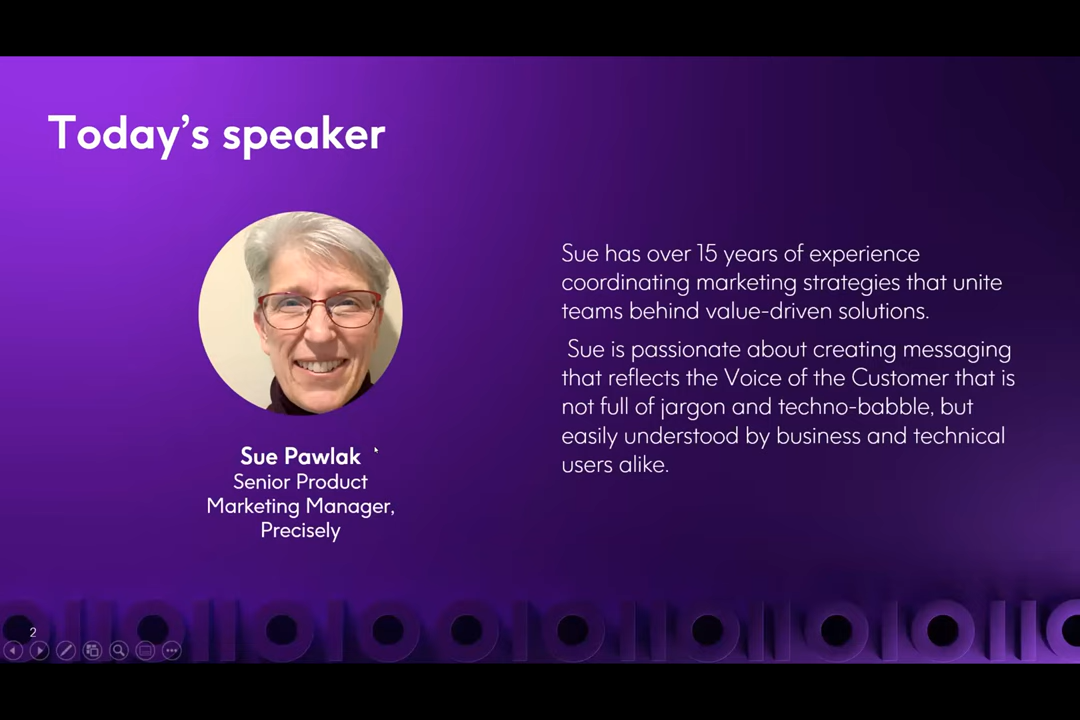 Today's speaker
Sue Pawlak
Senior Product
Marketing Manager,
Precisely
Sue has over 15 years of experience
coordinating marketing strategies that unite
teams behind value-driven solutions.
Sue is passionate about creating messaging
that reflects the Voice of the Customer that is
not full of jargon and techno-babble, but
easily understood by business and technical
users alike.
2